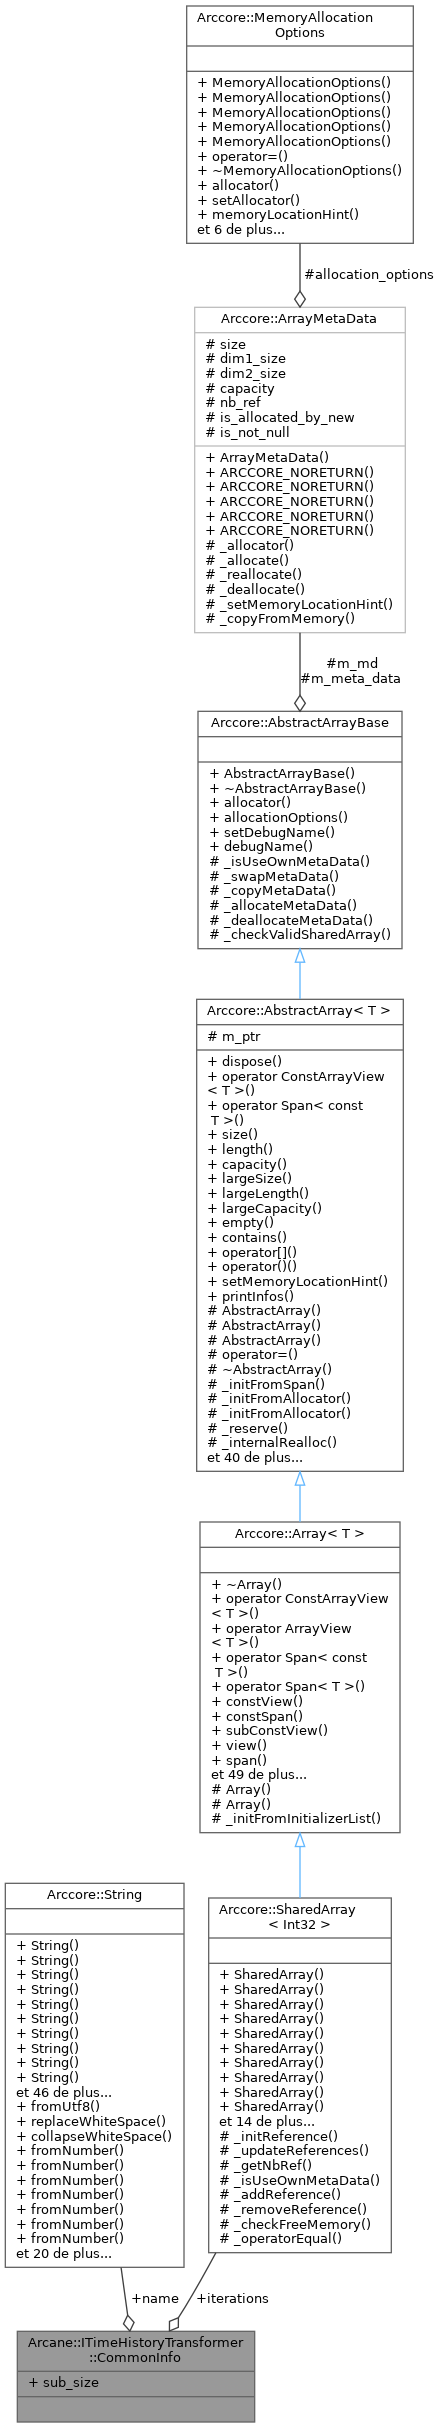 Arccore::MemoryAllocation
Options
+ MemoryAllocationOptions()
+ MemoryAllocationOptions()
+ MemoryAllocationOptions()
+ MemoryAllocationOptions()
+ MemoryAllocationOptions()
+ operator=()
+ ~MemoryAllocationOptions()
+ allocator()
+ setAllocator()
+ memoryLocationHint()
et 6 de plus...
#allocation_options
Arccore::ArrayMetaData
# size
# dim1_size
# dim2_size
# capacity
# nb_ref
# is_allocated_by_new
# is_not_null
+ ArrayMetaData()
+ ARCCORE_NORETURN()
+ ARCCORE_NORETURN()
+ ARCCORE_NORETURN()
+ ARCCORE_NORETURN()
+ ARCCORE_NORETURN()
# _allocator()
# _allocate()
# _reallocate()
# _deallocate()
# _setMemoryLocationHint()
# _copyFromMemory()
#m_md
#m_meta_data
Arccore::AbstractArrayBase
+ AbstractArrayBase()
+ ~AbstractArrayBase()
+ allocator()
+ allocationOptions()
+ setDebugName()
+ debugName()
# _isUseOwnMetaData()
# _swapMetaData()
# _copyMetaData()
# _allocateMetaData()
# _deallocateMetaData()
# _checkValidSharedArray()
Arccore::AbstractArray< T >
# m_ptr
+ dispose()
+ operator ConstArrayView
< T >()
+ operator Span< const
T >()
+ size()
+ length()
+ capacity()
+ largeSize()
+ largeLength()
+ largeCapacity()
+ empty()
+ contains()
+ operator[]()
+ operator()()
+ setMemoryLocationHint()
+ printInfos()
# AbstractArray()
# AbstractArray()
# AbstractArray()
# operator=()
# ~AbstractArray()
# _initFromSpan()
# _initFromAllocator()
# _initFromAllocator()
# _reserve()
# _internalRealloc()
et 40 de plus...
Arccore::Array< T >
+ ~Array()
+ operator ConstArrayView
< T >()
+ operator ArrayView
< T >()
+ operator Span< const
T >()
+ operator Span< T >()
+ constView()
+ constSpan()
+ subConstView()
+ view()
+ span()
et 49 de plus...
# Array()
# Array()
# _initFromInitializerList()
Arccore::String
+ String()
+ String()
+ String()
+ String()
+ String()
+ String()
+ String()
+ String()
+ String()
+ String()
et 46 de plus...
+ fromUtf8()
+ replaceWhiteSpace()
+ collapseWhiteSpace()
+ fromNumber()
+ fromNumber()
+ fromNumber()
+ fromNumber()
+ fromNumber()
+ fromNumber()
+ fromNumber()
et 20 de plus...
Arccore::SharedArray
< Int32 >
+ SharedArray()
+ SharedArray()
+ SharedArray()
+ SharedArray()
+ SharedArray()
+ SharedArray()
+ SharedArray()
+ SharedArray()
+ SharedArray()
+ SharedArray()
et 14 de plus...
# _initReference()
# _updateReferences()
# _getNbRef()
# _isUseOwnMetaData()
# _addReference()
# _removeReference()
# _checkFreeMemory()
# _operatorEqual()
+name
+iterations
Arcane::ITimeHistoryTransformer
::CommonInfo
+ sub_size